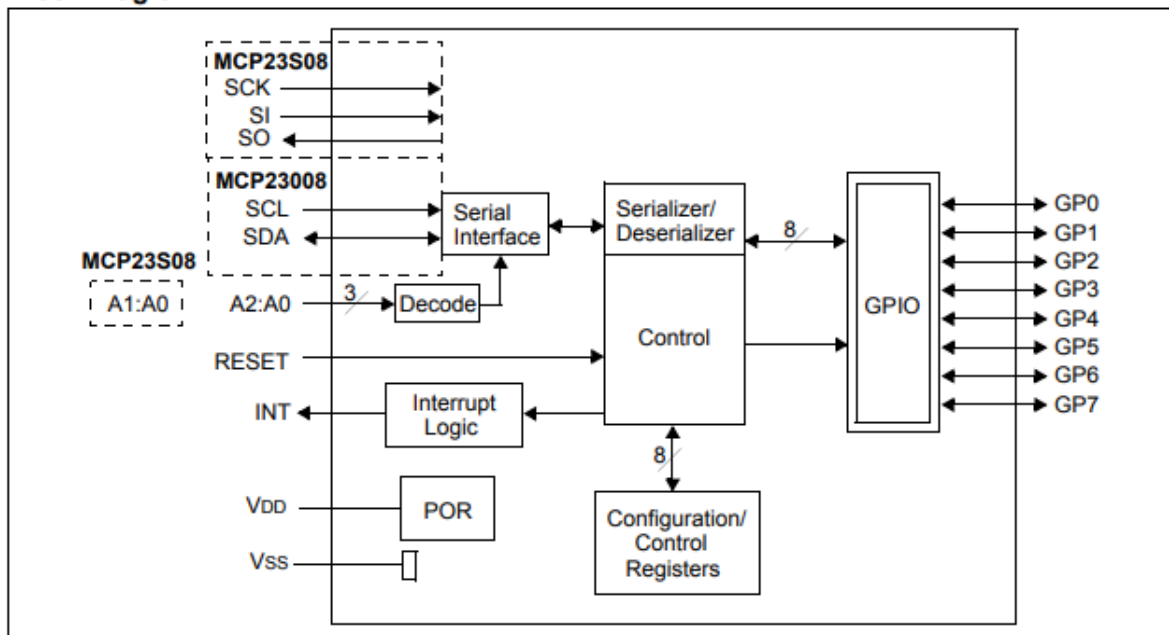 MCP23S08
SCK
SI
SO
MCP23008
SCL
SDA
Serial
Interface
Serializer/
Deserializer
8
MCP23S08
A1:A0
A2:A0
3
Decode
Control
GPIO
GP0
GP1
GP2
GP3
GP4
GP5
GP6
GP7
RESET
INT
Interrupt
Logic
8
VDD
POR
Configuration/
Control
Registers
VSS